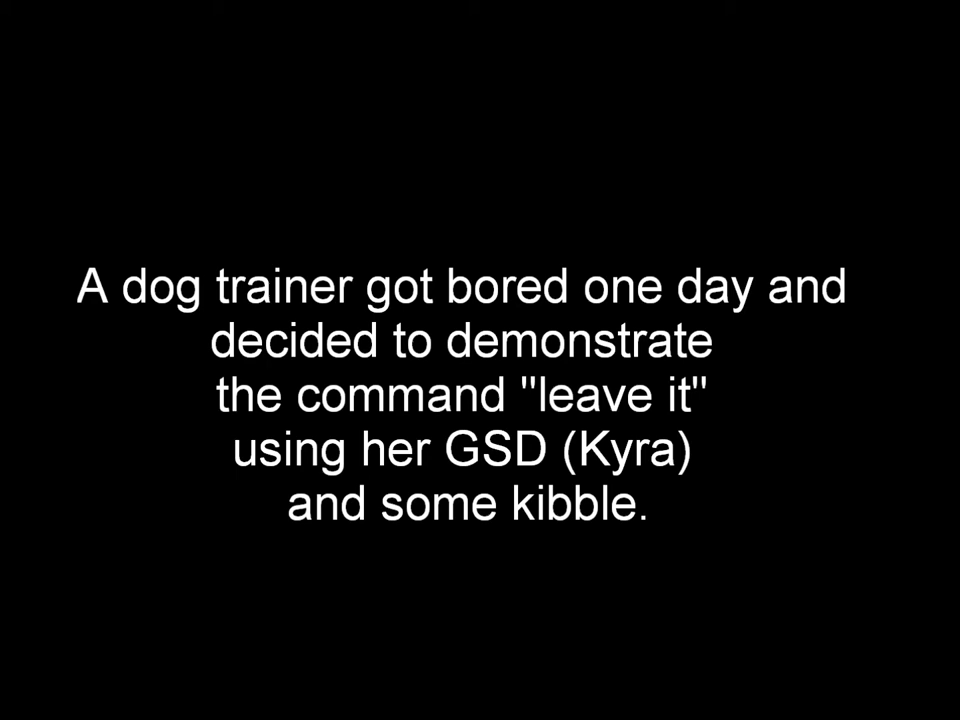 A dog trainer got bored one day and
decided to demonstrate
the command "leave it"
using her GSD (Kyra)
and some kibble.